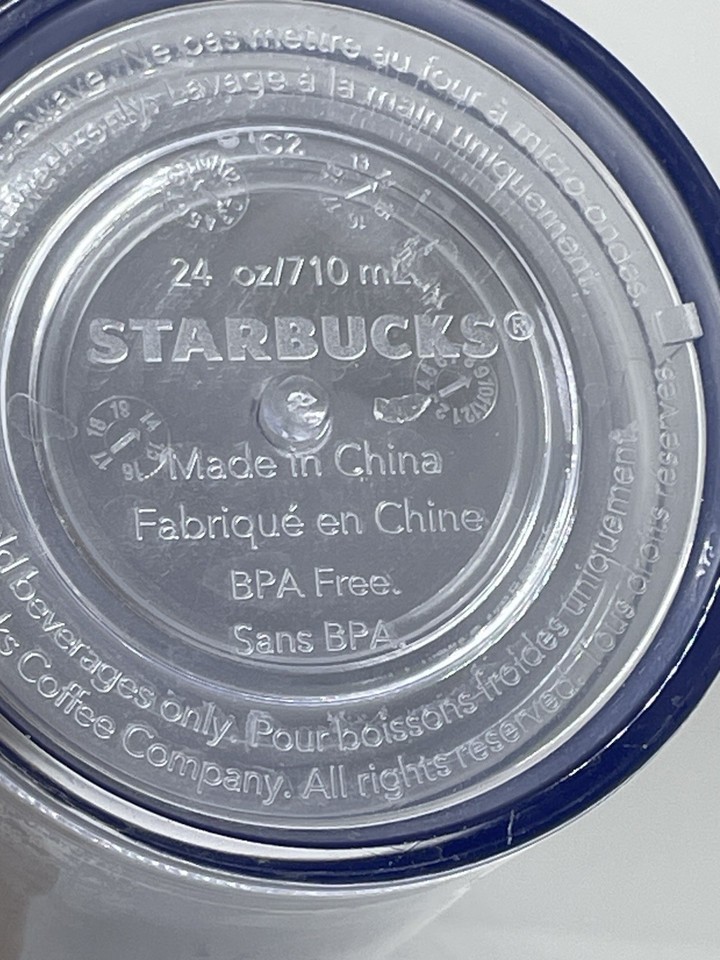 Ne pas mettre au four à micro-ondes.
only. Lavage à la main uniquement.
C2
24 oz/710 mL
STARBUCKS®
Made in China
Fabriqué en Chine
BPA Free.
Sans BPA.
beverages only. Pour boissons froides uniquement.
Coffee Company. All rights reserved. Tous droits réservés